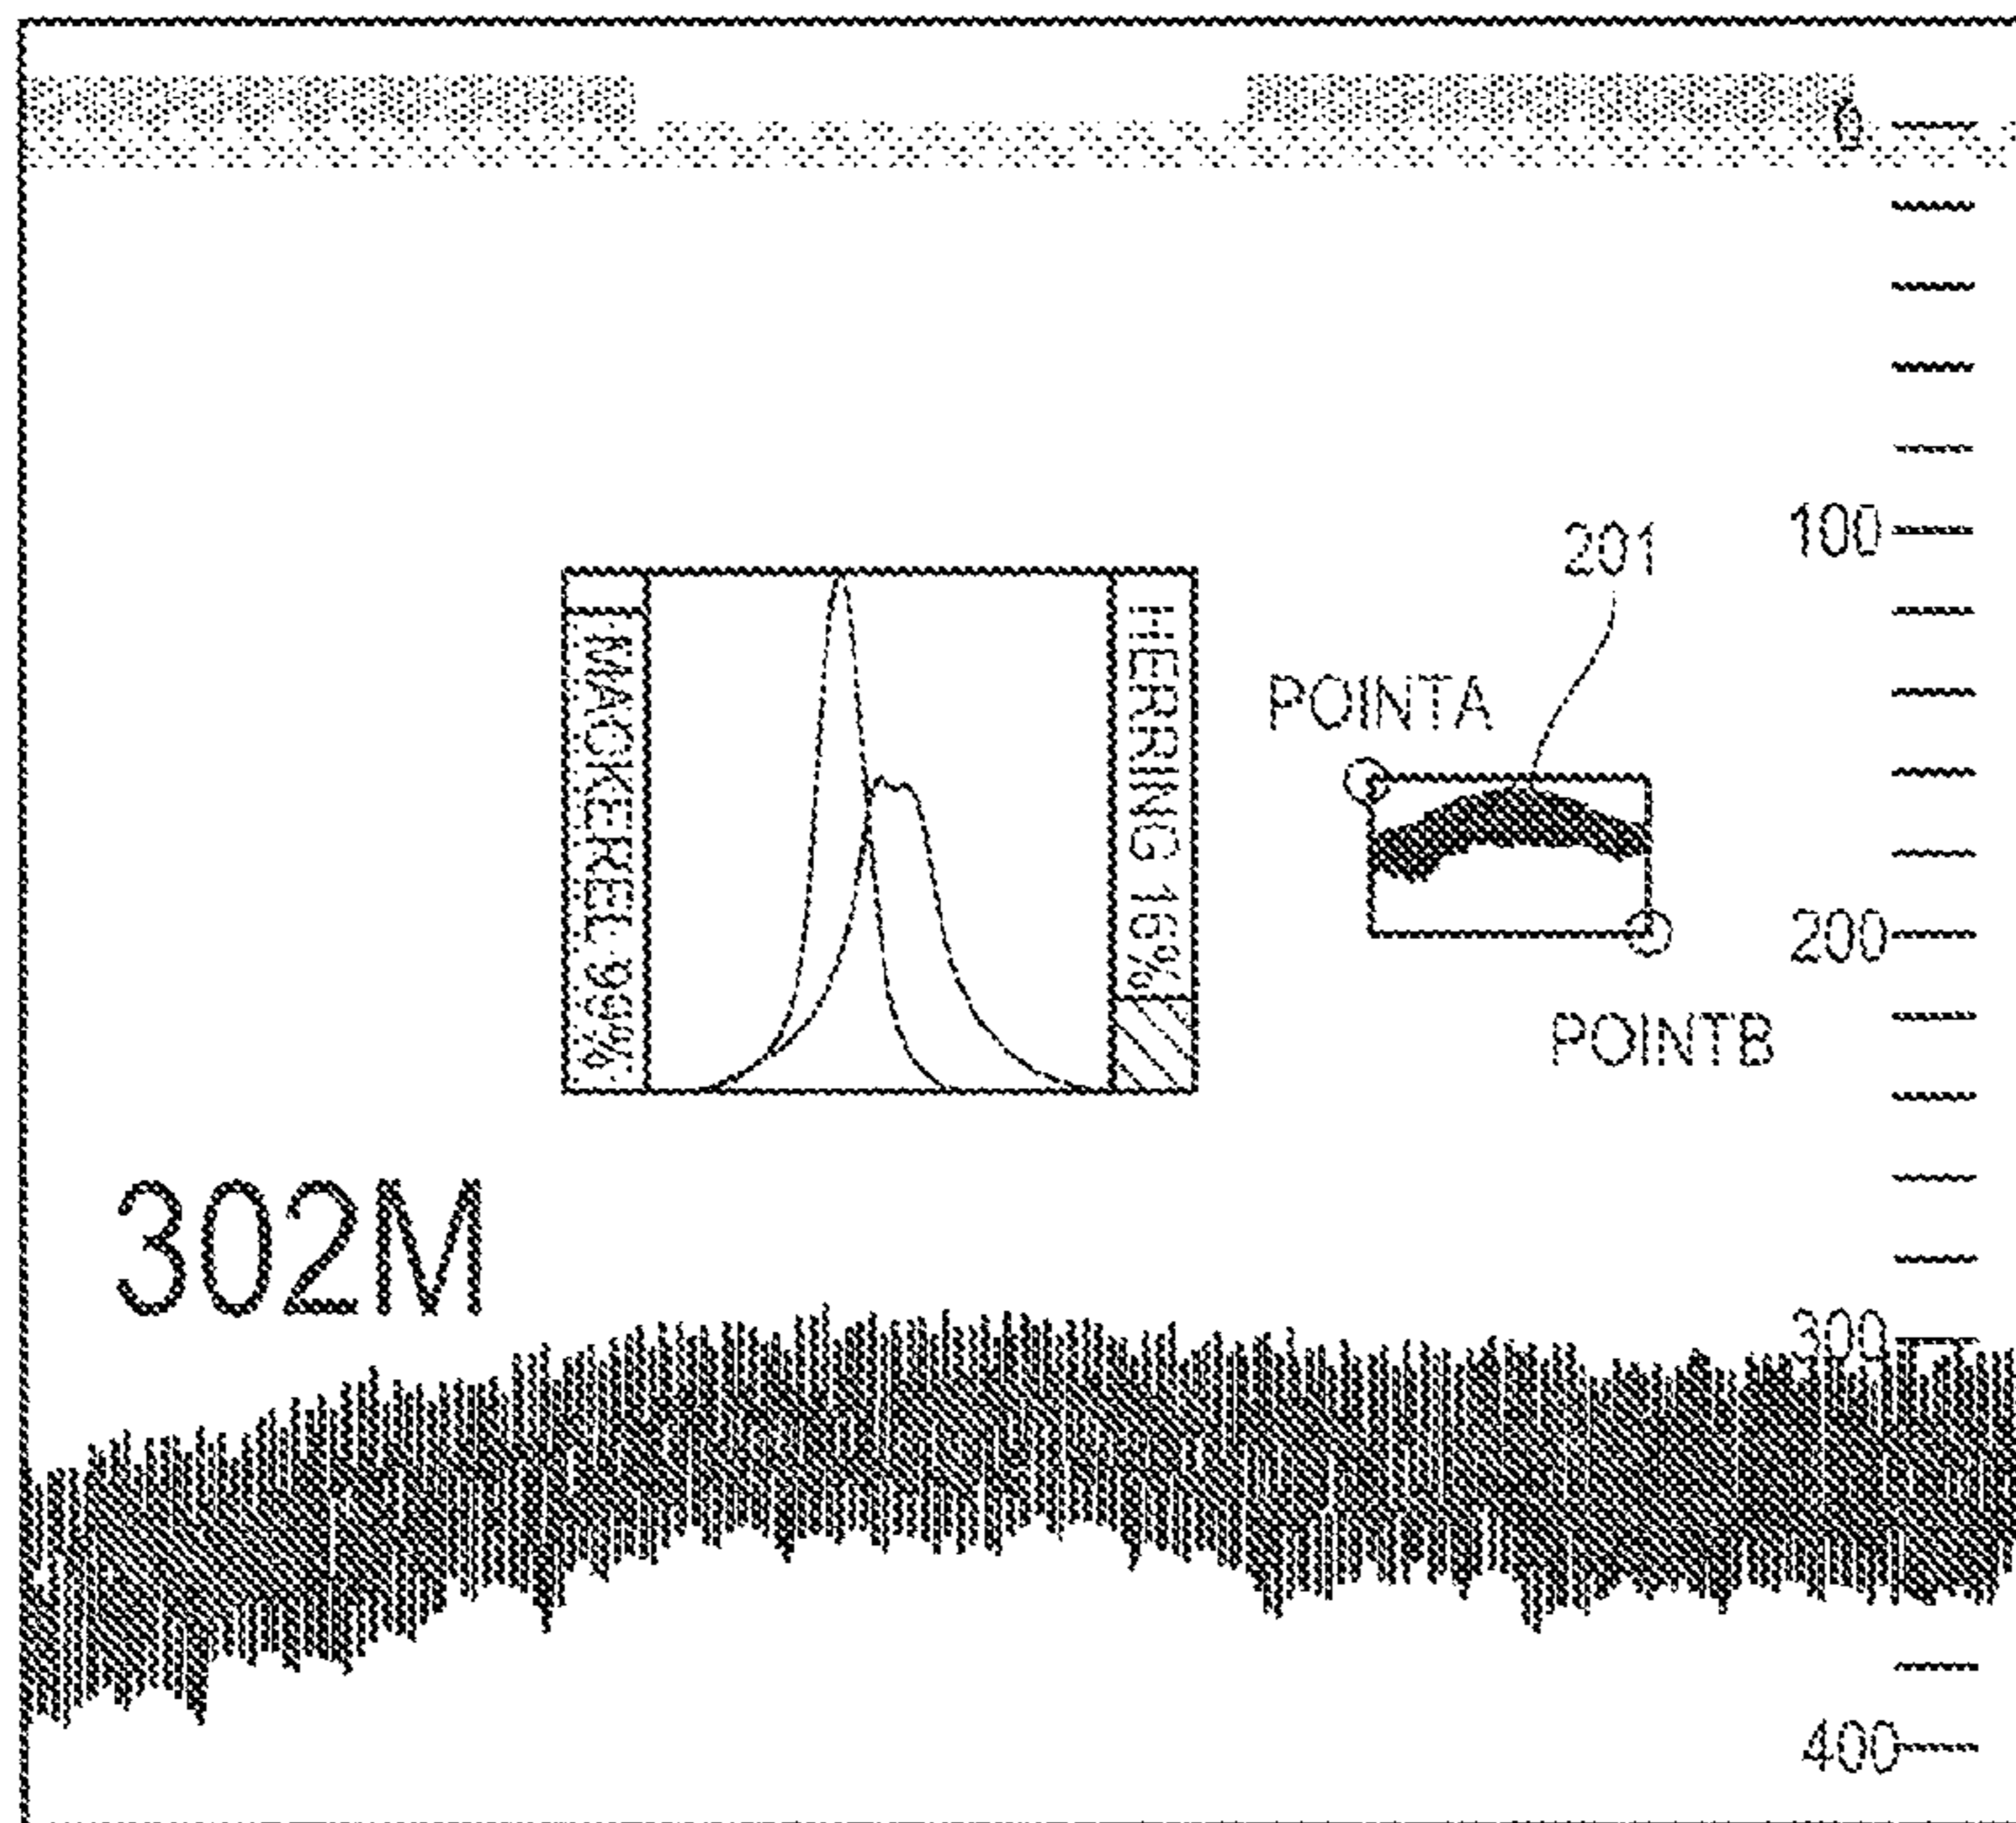 0
100
201
POINTA
MACKEREL 99%
HERRING 16%
200
POINTB
302M
300
400